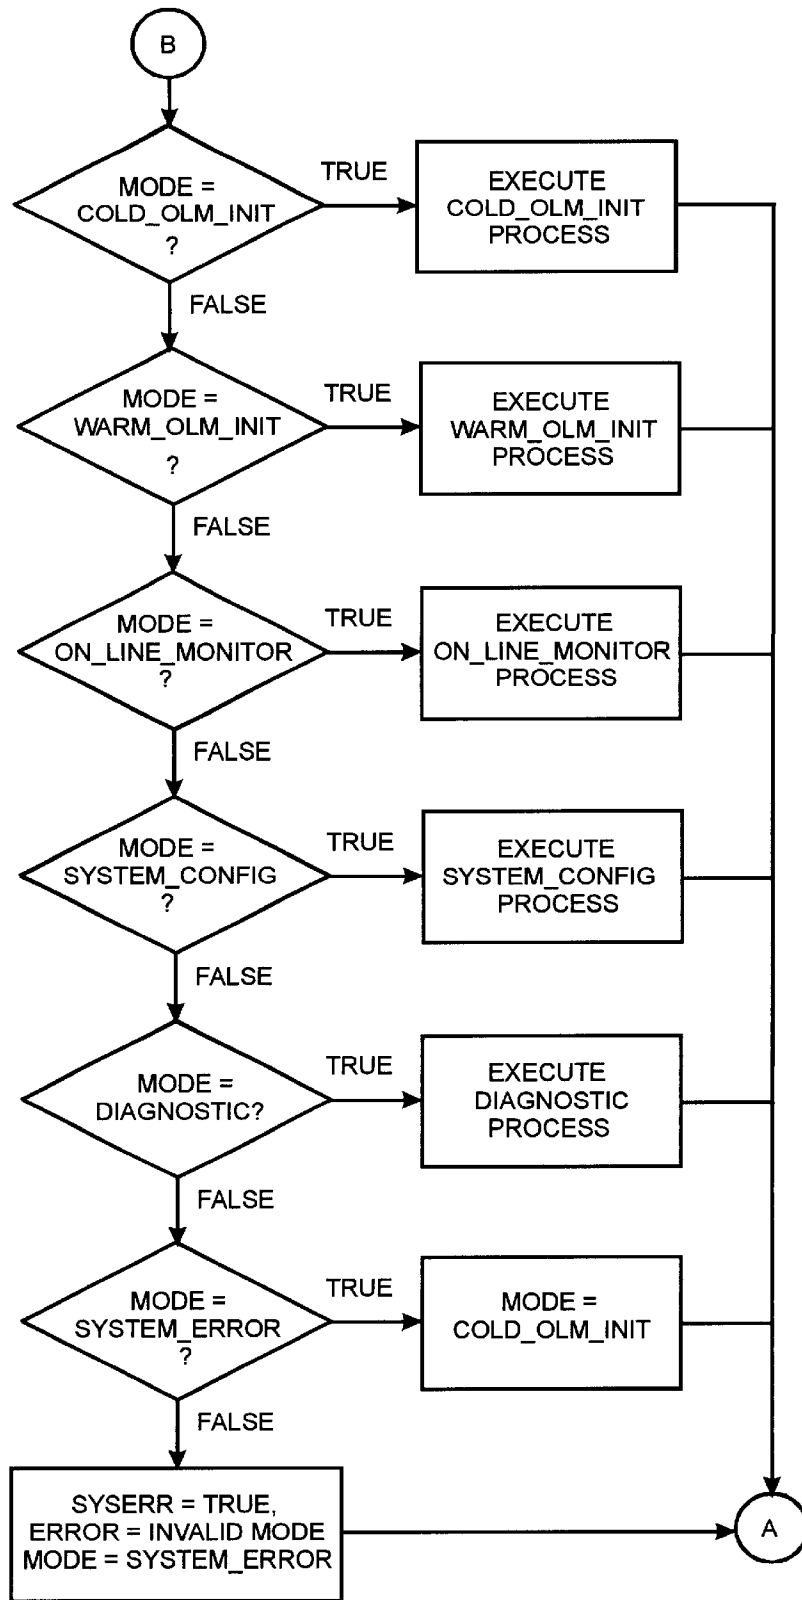 B
MODE =
COLD_OLM_INIT
?
TRUE
EXECUTE
COLD_OLM_INIT
PROCESS
FALSE
MODE =
WARM_OLM_INIT
?
TRUE
EXECUTE
WARM_OLM_INIT
PROCESS
FALSE
MODE =
ON_LINE_MONITOR
?
TRUE
EXECUTE
ON_LINE_MONITOR
PROCESS
FALSE
MODE =
SYSTEM_CONFIG
?
TRUE
EXECUTE
SYSTEM_CONFIG
PROCESS
FALSE
MODE =
DIAGNOSTIC?
TRUE
EXECUTE
DIAGNOSTIC
PROCESS
FALSE
MODE =
SYSTEM_ERROR
?
TRUE
MODE =
COLD_OLM_INIT
FALSE
SYSERR = TRUE,
ERROR = INVALID MODE
MODE = SYSTEM_ERROR
A